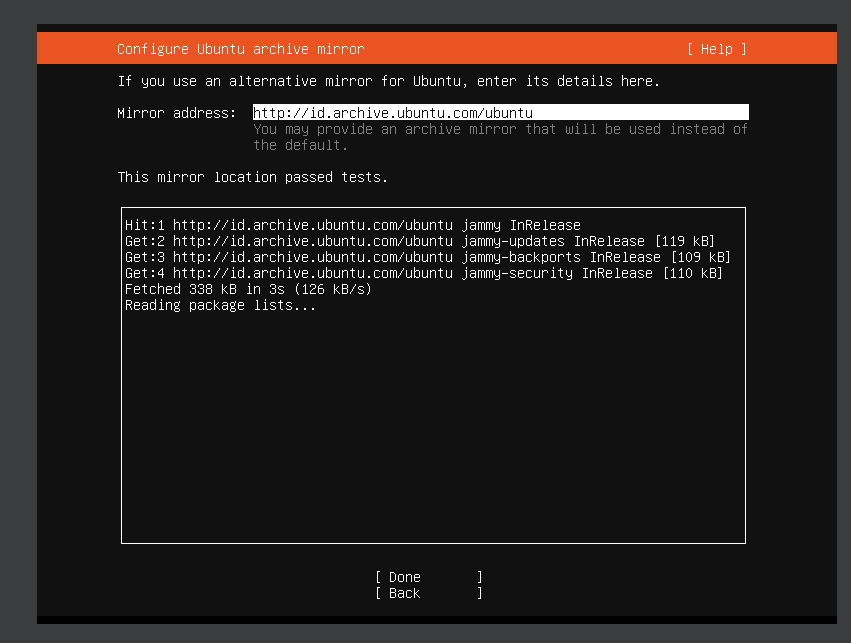 Configure Ubuntu archive mirror [ Help ]
If you use an alternative mirror for Ubuntu, enter its details here.
Mirror address: http://id.archive.ubuntu.com/ubuntu
You may provide an archive mirror that will be used instead of
the default.
This mirror location passed tests.
Hit:1 http://id.archive.ubuntu.com/ubuntu jammy InRelease
Get:2 http://id.archive.ubuntu.com/ubuntu jammy-updates InRelease [119 kB]
Get:3 http://id.archive.ubuntu.com/ubuntu jammy-backports InRelease [109 kB]
Get:4 http://id.archive.ubuntu.com/ubuntu jammy-security InRelease [110 kB]
Fetched 338 kB in 3s (126 kB/s)
Reading package lists...
[ Done ]
[ Back ]